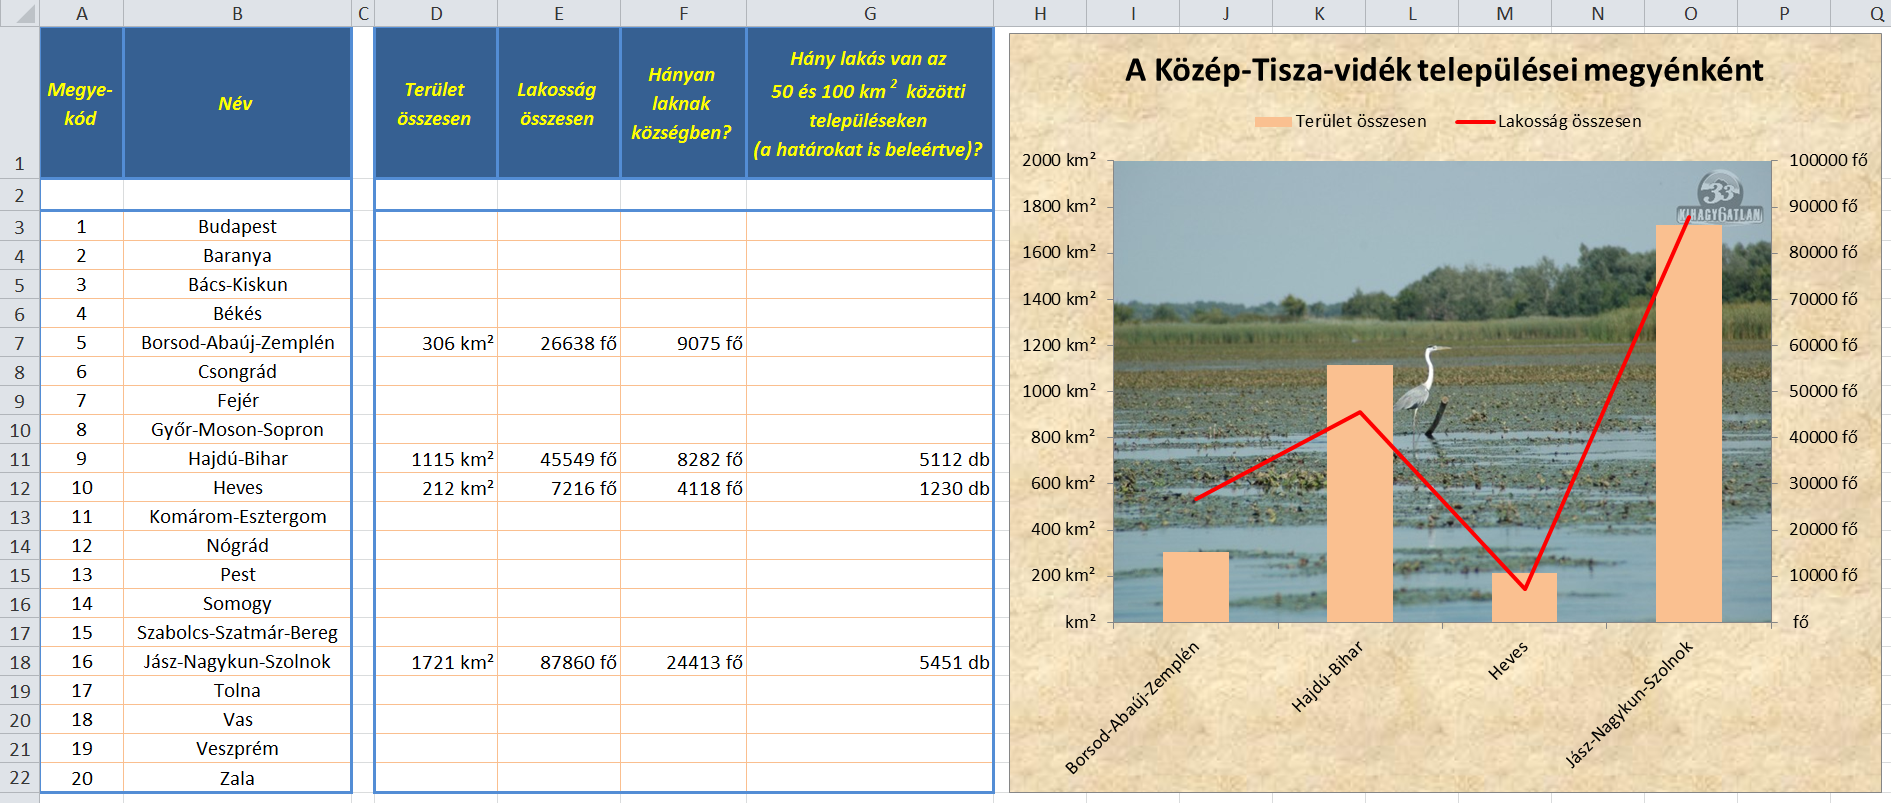 A B C D E F G H I J K L M N O P Q
1 Megye-kód Név Terület összesen Lakosság összesen Hányan laknak községben? Hány lakás van az 50 és 100 km² közötti településeken (a határokat is beleértve)?
2
3 1 Budapest
4 2 Baranya
5 3 Bács-Kiskun
6 4 Békés
7 5 Borsod-Abaúj-Zemplén 306 km² 26638 fő 9075 fő
8 6 Csongrád
9 7 Fejér
10 8 Győr-Moson-Sopron
11 9 Hajdú-Bihar 1115 km² 45549 fő 8282 fő 5112 db
12 10 Heves 212 km² 7216 fő 4118 fő 1230 db
13 11 Komárom-Esztergom
14 12 Nógrád
15 13 Pest
16 14 Somogy
17 15 Szabolcs-Szatmár-Bereg
18 16 Jász-Nagykun-Szolnok 1721 km² 87860 fő 24413 fő 5451 db
19 17 Tolna
20 18 Vas
21 19 Veszprém
22 20 Zala
A Közép-Tisza-vidék települései megyénként
Terület összesen Lakosság összesen
2000 km² 100000 fő
1800 km² 90000 fő
1600 km² 80000 fő
1400 km² 70000 fő
1200 km² 60000 fő
1000 km² 50000 fő
800 km² 40000 fő
600 km² 30000 fő
400 km² 20000 fő
200 km² 10000 fő
km² fő
33
KIHAGY6ATLAN
Borsod-Abaúj-Zemplén
Hajdú-Bihar
Heves
Jász-Nagykun-Szolnok